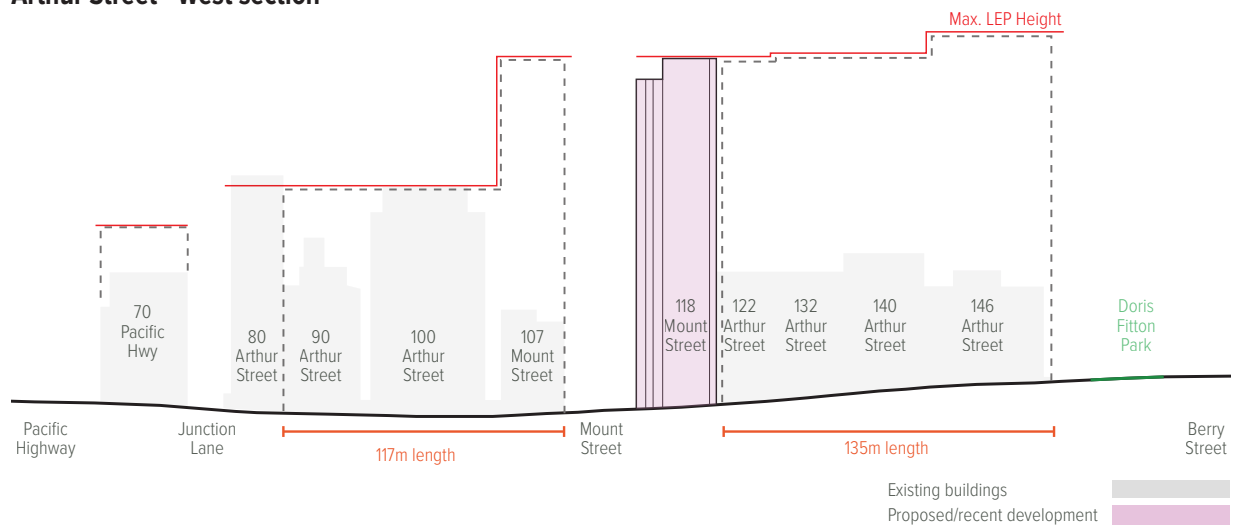 Arthur Street - West section
Max. LEP Height
70
Pacific
Hwy
80
Arthur
Street
90
Arthur
Street
100
Arthur
Street
107
Mount
Street
118
Mount
Street
122
Arthur
Street
132
Arthur
Street
140
Arthur
Street
146
Arthur
Street
Doris
Fitton
Park
Pacific
Highway
Junction
Lane
117m length
Mount
Street
135m length
Berry
Street
Existing buildings
Proposed/recent development